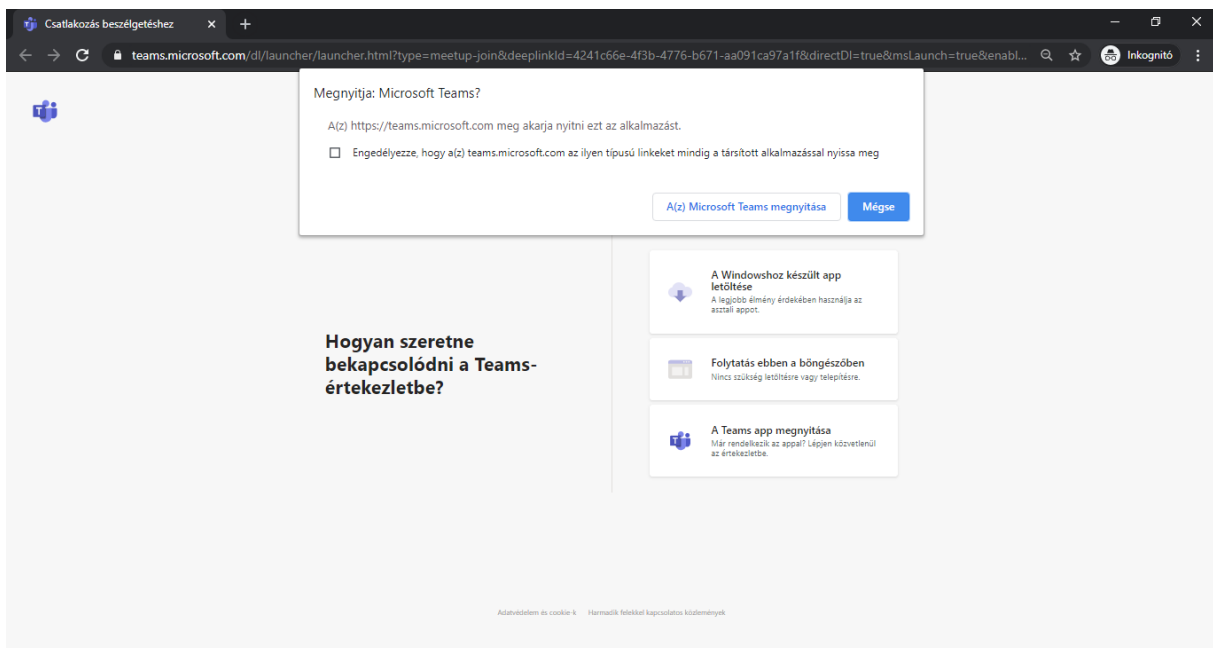 Csatlakozás beszélgetéshez
teams.microsoft.com/dl/launcher/launcher.html?type=meetup-join&deeplinkId=4241c66e-4f3b-4776-b671-aa091ca97a1f&directDl=true&msLaunch=true&enabl...
Inkognitó
Megnyitja: Microsoft Teams?
A(z) https://teams.microsoft.com meg akarja nyitni ezt az alkalmazást.
Engedélyezze, hogy a(z) teams.microsoft.com az ilyen típusú linkeket mindig a társított alkalmazással nyissa meg
A(z) Microsoft Teams megnyitása
Mégse
Hogyan szeretne
bekapcsolódni a Teams-
értekezletbe?
A Windowshoz készült app
letöltése
A legjobb élmény érdekében használja az
asztali appot.
Folytatás ebben a böngészőben
Nincs szükség letöltésre vagy telepítésre.
A Teams app megnyitása
Már rendelkezik az appal? Lépjen közvetlenül
az értekezletbe.
Adatvédelem és cookie-k
Harmadik felekkel kapcsolatos közlemények